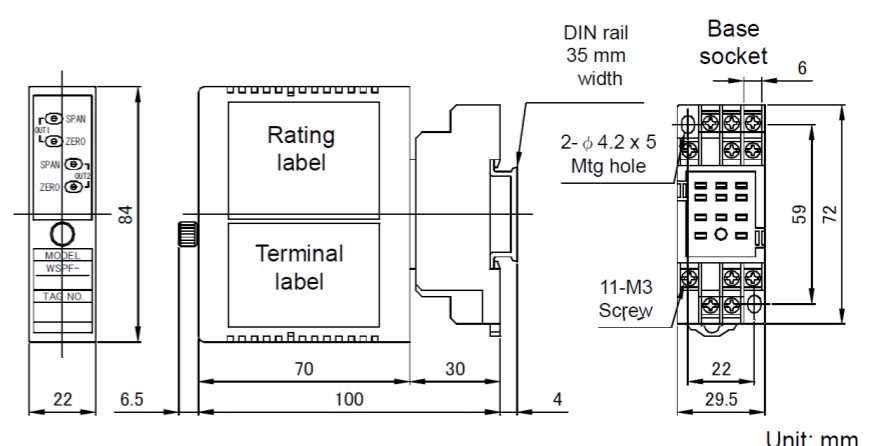 SPAN
OUT1
ZERO
SPAN
OUT2
ZERO
MODEL
WSPF-
TAG NO.
84
22
Rating
label
Terminal
label
6.5
70
30
100
4
DIN rail
35 mm
width
Base
socket
6
2- ϕ 4.2 x 5
Mtg hole
11-M3
Screw
59
72
22
29.5
Unit: mm